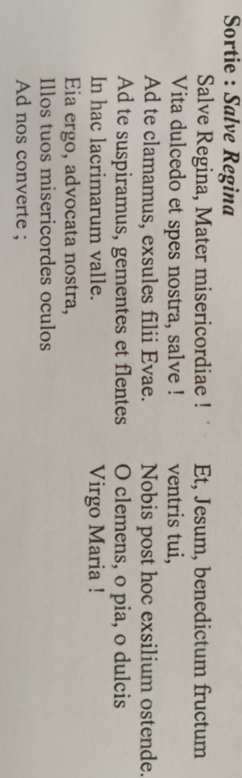 Sortie : Salve Regina
Salve Regina, Mater misericordiae !
Vita dulcedo et spes nostra, salve !
Ad te clamamus, exsules filii Evae.
Ad te suspiramus, gementes et flentes
In hac lacrimarum valle.
Eia ergo, advocata nostra,
Illos tuos misericordes oculos
Ad nos converte ;
Et, Jesum, benedictum fructum
ventris tui,
Nobis post hoc exsilium ostende.
O clemens, o pia, o dulcis
Virgo Maria !